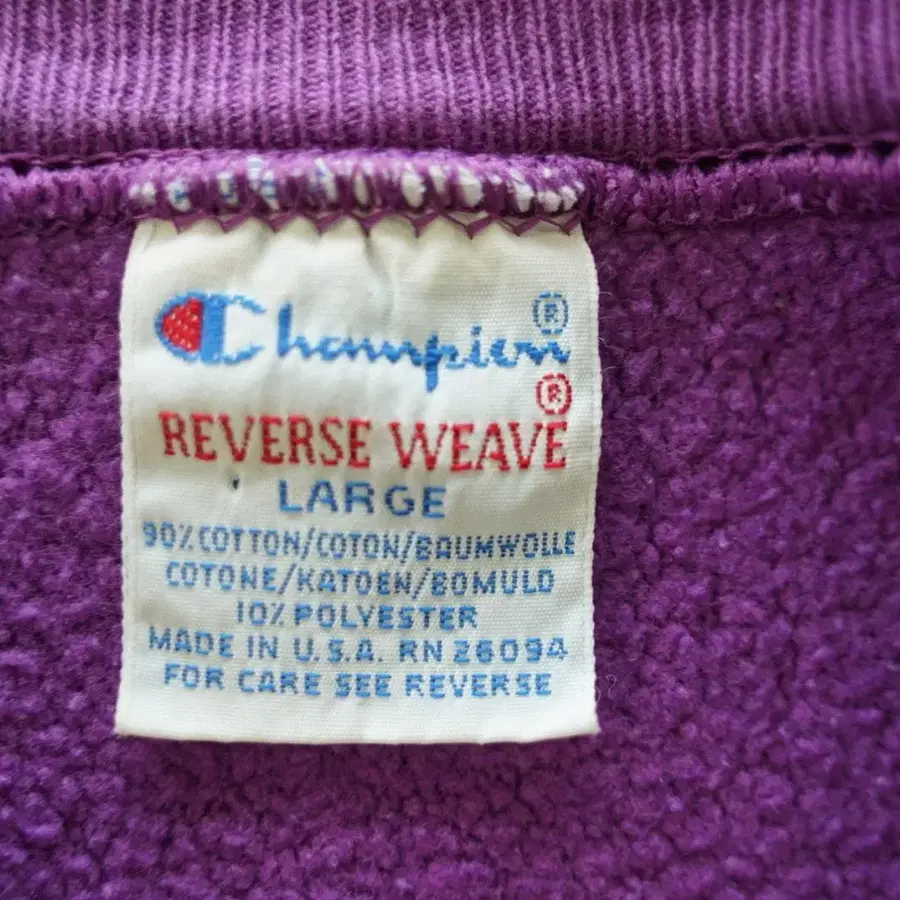 Champion®
REVERSE WEAVE®
LARGE
90% COTTON/COTON/BAUMWOLLE
COTONE/KATOEN/BOMULD
10% POLYESTER
MADE IN U.S.A. RN 26094
FOR CARE SEE REVERSE